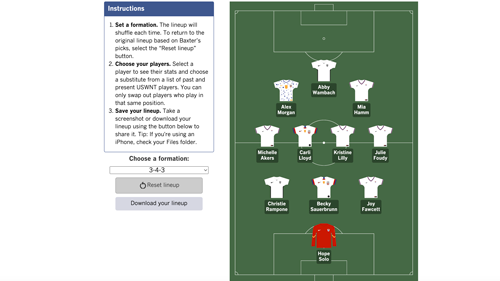 Instructions
1. Set a formation. The lineup will
shuffle each time. To return to the
original lineup based on Baxter's
picks, select the "Reset lineup"
button.
2. Choose your players. Select a
player to see their stats and choose
a substitute from a list of past and
present USWNT players. You can
only swap out players who play in
that same position.
3. Save your lineup. Take a
screenshot or download your
lineup using the button below to
share it. Tip: If you're using an
iPhone, check your Files folder.
Choose a formation:
3-4-3
Reset lineup
Download your lineup
Abby
Wambach
Alex
Morgan
Mia
Hamm
Michelle
Akers
Carli
Lloyd
Kristine
Lilly
Julie
Foudy
Christie
Rampone
Becky
Sauerbrunn
Joy
Fawcett
Hope
Solo